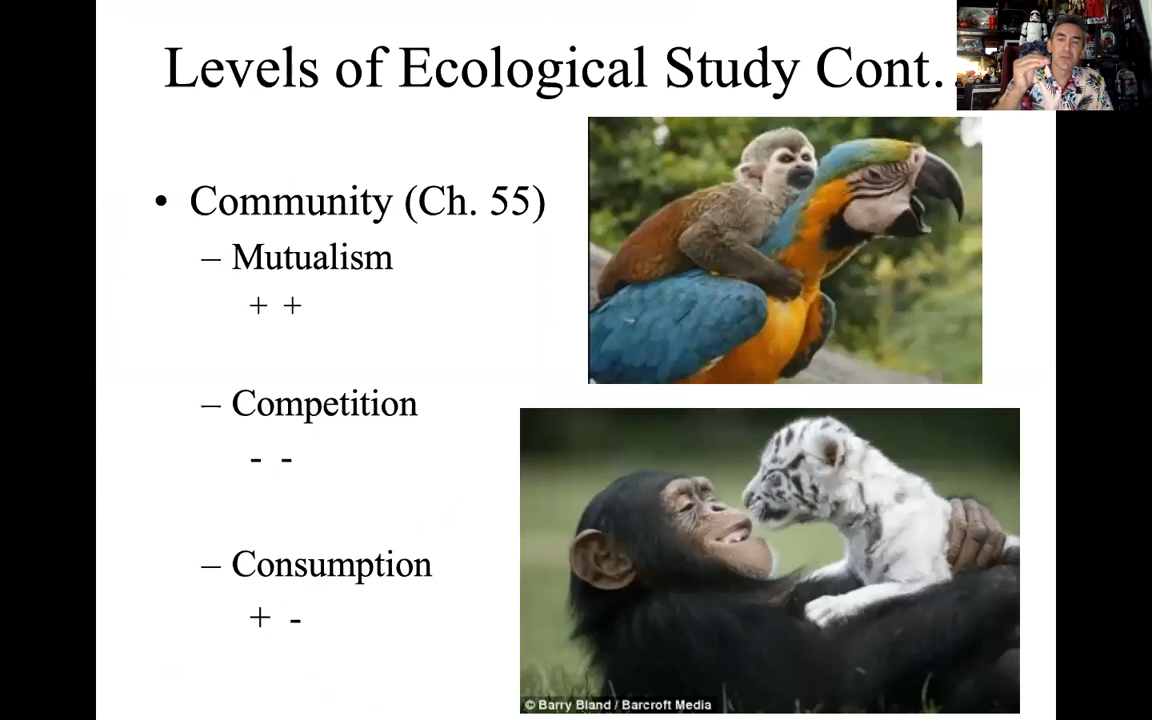 Levels of Ecological Study Cont.
• Community (Ch. 55)
– Mutualism
+ +
– Competition
- -
– Consumption
+ -
© Barry Bland / Barcroft Media